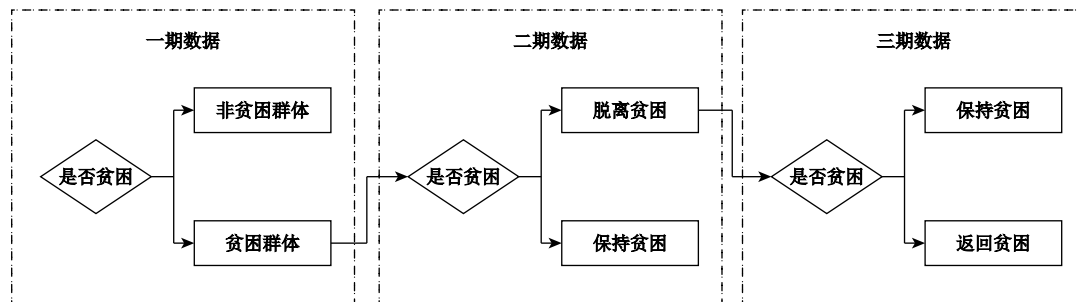 一期数据
二期数据
三期数据
非贫困群体
脱离贫困
保持贫困
是否贫困
是否贫困
是否贫困
贫困群体
保持贫困
返回贫困